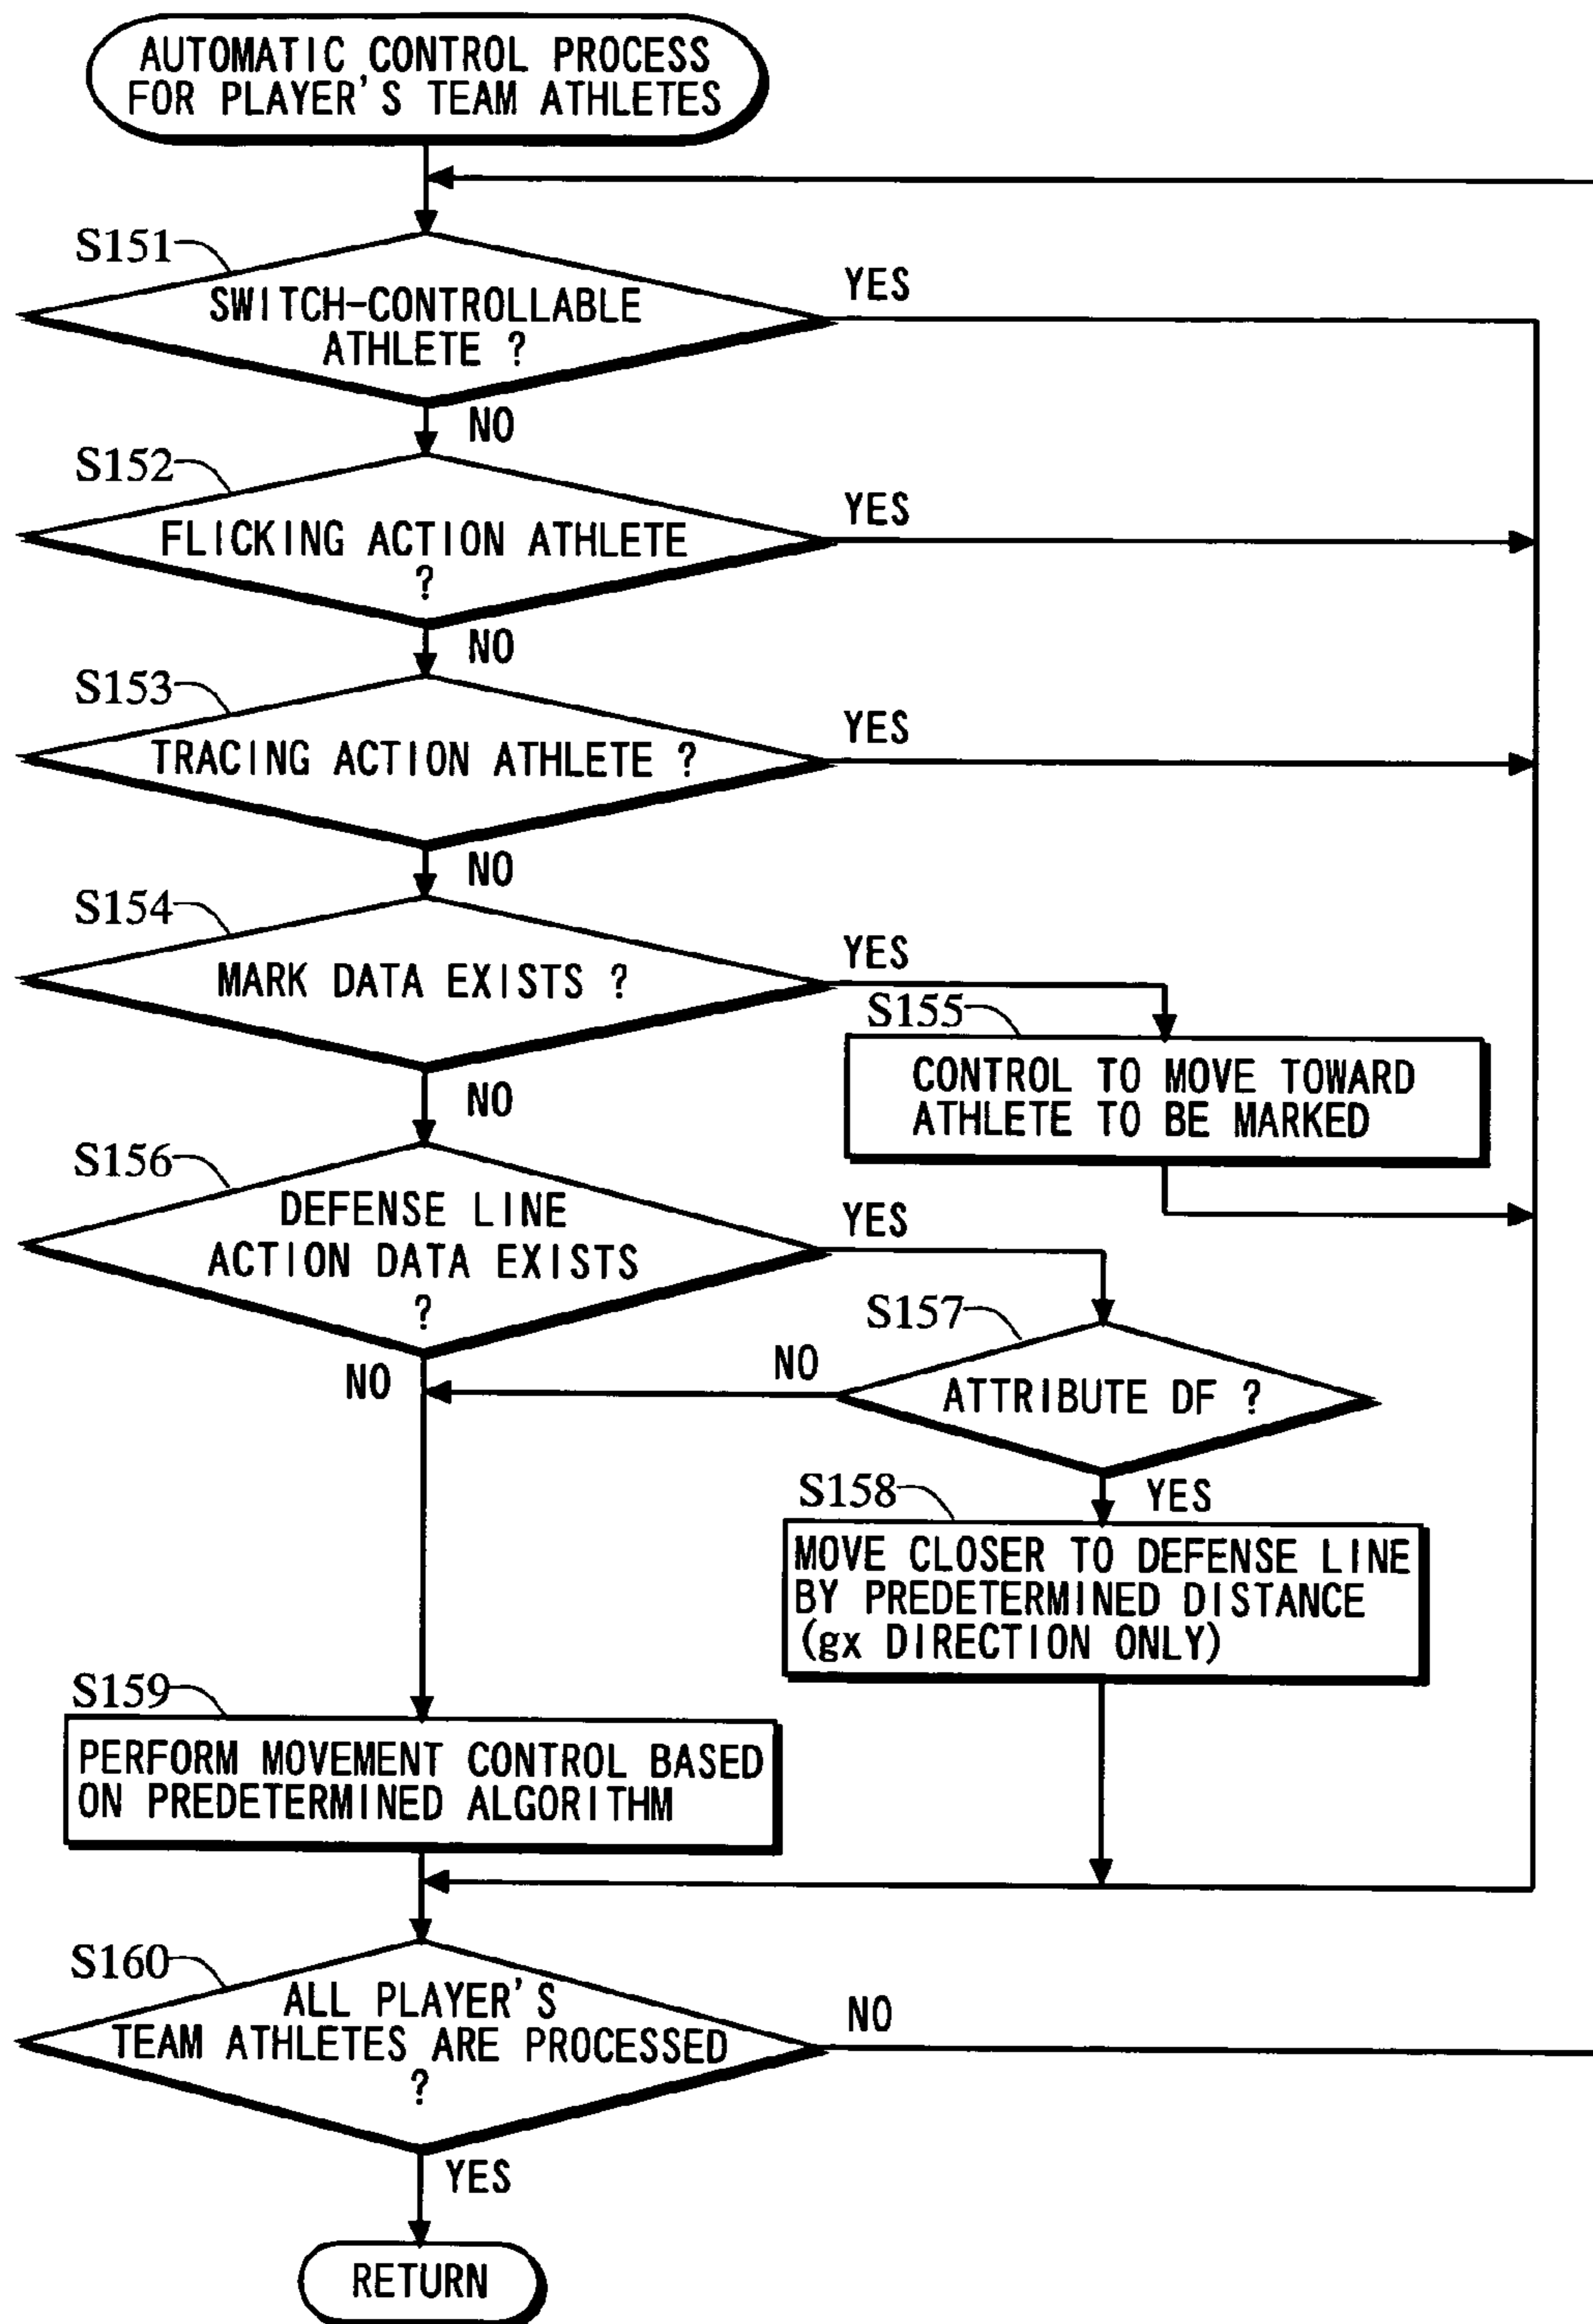 AUTOMATIC CONTROL PROCESS
FOR PLAYER'S TEAM ATHLETES
S151
SWITCH-CONTROLLABLE
ATHLETE ?
YES
NO
S152
FLICKING ACTION ATHLETE
?
YES
NO
S153
TRACING ACTION ATHLETE ?
YES
NO
S154
MARK DATA EXISTS ?
YES
NO
S155
CONTROL TO MOVE TOWARD
ATHLETE TO BE MARKED
S156
DEFENSE LINE
ACTION DATA EXISTS
?
YES
NO
S157
ATTRIBUTE DF ?
NO
YES
S158
MOVE CLOSER TO DEFENSE LINE
BY PREDETERMINED DISTANCE
(gx DIRECTION ONLY)
S159
PERFORM MOVEMENT CONTROL BASED
ON PREDETERMINED ALGORITHM
S160
ALL PLAYER'S
TEAM ATHLETES ARE PROCESSED
?
NO
YES
RETURN